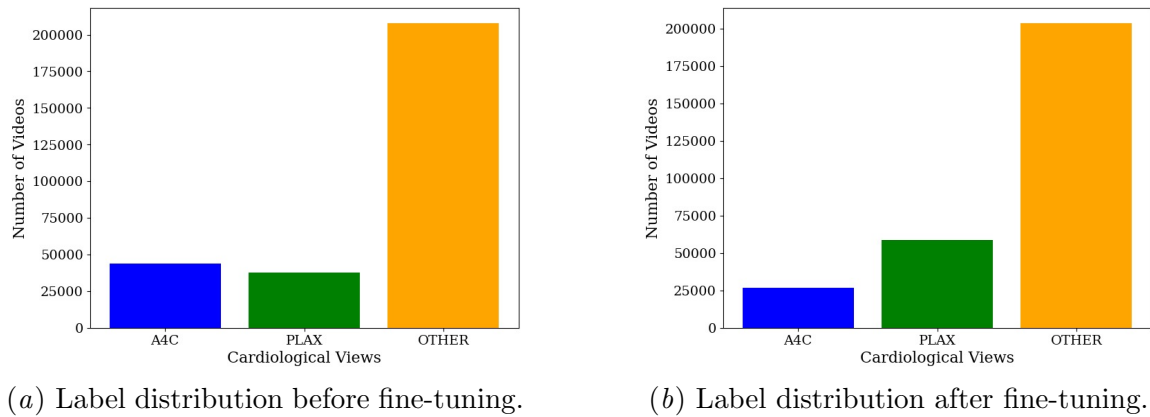 200000
175000
150000
125000
100000
75000
50000
25000
0
Number of Videos
A4C PLAX OTHER
Cardiological Views
(a) Label distribution before fine-tuning.
200000
175000
150000
125000
100000
75000
50000
25000
0
Number of Videos
A4C PLAX OTHER
Cardiological Views
(b) Label distribution after fine-tuning.